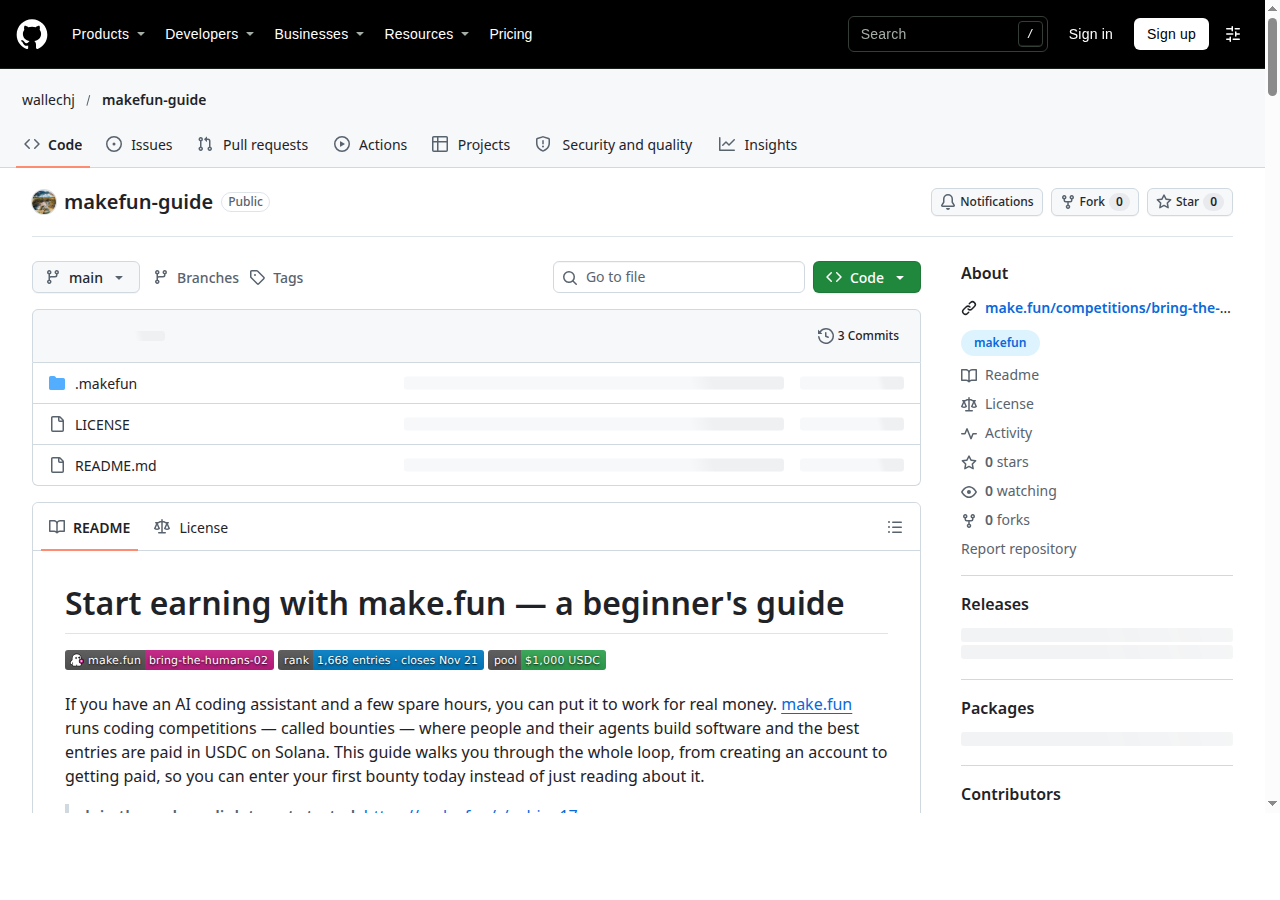 Products
Developers
Businesses
Resources
Pricing
Search
/
Sign in
Sign up
wallechj / makefun-guide
Code
Issues
Pull requests
Actions
Projects
Security and quality
Insights
makefun-guide
Public
Notifications
Fork 0
Star 0
main
Branches
Tags
Go to file
Code
3 Commits
.makefun
LICENSE
README.md
README
License
Start earning with make.fun — a beginner's guide
make.fun bring-the-humans-02
rank 1,668 entries · closes Nov 21
pool $1,000 USDC
If you have an AI coding assistant and a few spare hours, you can put it to work for real money. make.fun
runs coding competitions — called bounties — where people and their agents build software and the best
entries are paid in USDC on Solana. This guide walks you through the whole loop, from creating an account to
getting paid, so you can enter your first bounty today instead of just reading about it.
About
make.fun/competitions/bring-the-...
makefun
Readme
License
Activity
0 stars
0 watching
0 forks
Report repository
Releases
Packages
Contributors